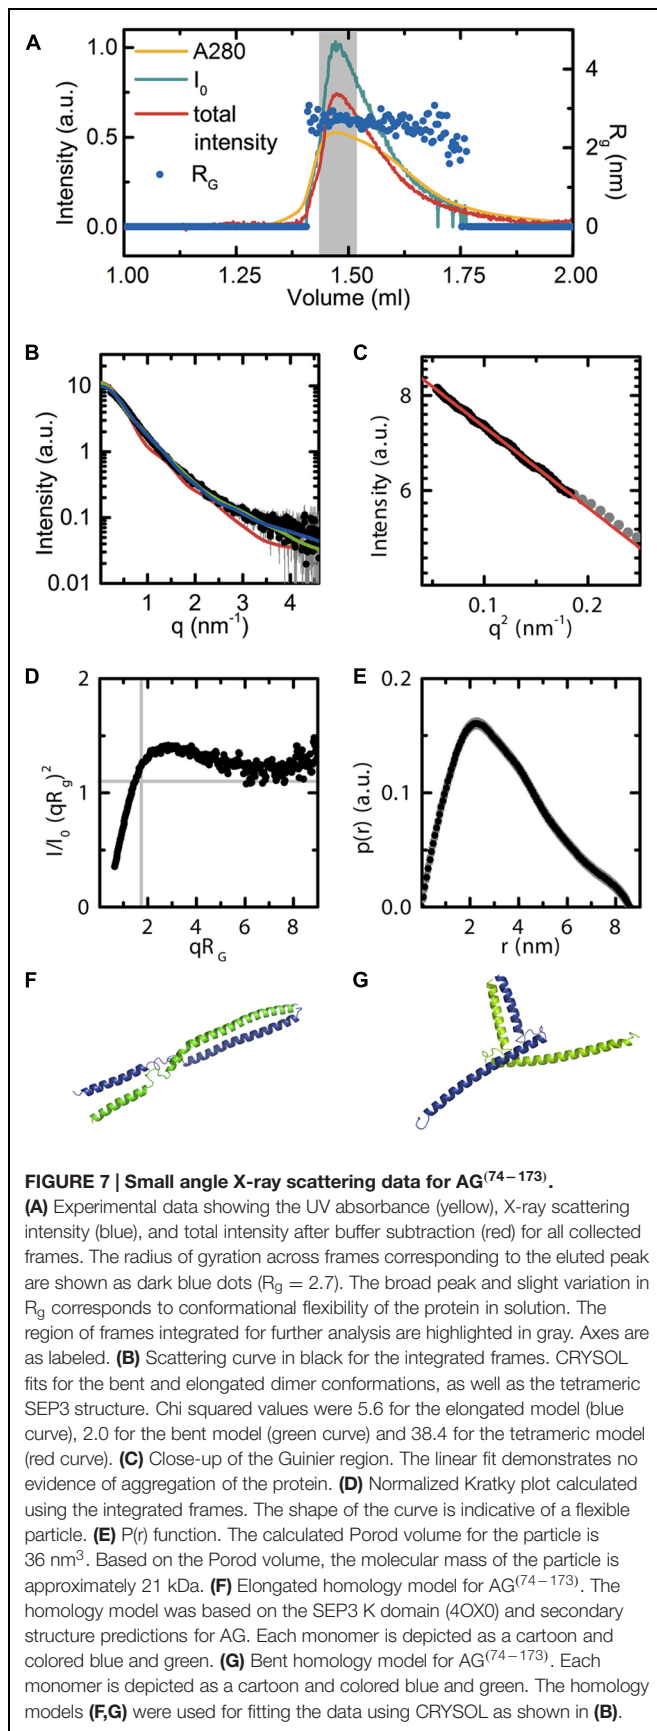 A
A280
I0
total
intensity
RG
1.0
0.5
0.0
Intensity (a.u.)
4
2
0
Rg (nm)
1.00 1.25 1.50 1.75 2.00
Volume (ml)
B
10
1
0.1
0.01
Intensity (a.u.)
1 2 3 4
q (nm-1)
C
8
6
Intensity (a.u.)
0.1 0.2
q2 (nm-1)
D
2
1
0
I/I0 (qRg)2
2 4 6 8
qRG
E
0.2
0.1
0.0
p(r) (a.u.)
0 2 4 6 8
r (nm)
F
G
FIGURE 7 | Small angle X-ray scattering data for AG(74−173).
(A) Experimental data showing the UV absorbance (yellow), X-ray scattering
intensity (blue), and total intensity after buffer subtraction (red) for all collected
frames. The radius of gyration across frames corresponding to the eluted peak
are shown as dark blue dots (Rg = 2.7). The broad peak and slight variation in
Rg corresponds to conformational flexibility of the protein in solution. The
region of frames integrated for further analysis are highlighted in gray. Axes are
as labeled. (B) Scattering curve in black for the integrated frames. CRYSOL
fits for the bent and elongated dimer conformations, as well as the tetrameric
SEP3 structure. Chi squared values were 5.6 for the elongated model (blue
curve), 2.0 for the bent model (green curve) and 38.4 for the tetrameric model
(red curve). (C) Close-up of the Guinier region. The linear fit demonstrates no
evidence of aggregation of the protein. (D) Normalized Kratky plot calculated
using the integrated frames. The shape of the curve is indicative of a flexible
particle. (E) P(r) function. The calculated Porod volume for the particle is
36 nm3. Based on the Porod volume, the molecular mass of the particle is
approximately 21 kDa. (F) Elongated homology model for AG(74−173). The
homology model was based on the SEP3 K domain (4OX0) and secondary
structure predictions for AG. Each monomer is depicted as a cartoon and
colored blue and green. (G) Bent homology model for AG(74−173). Each
monomer is depicted as a cartoon and colored blue and green. The homology
models (F,G) were used for fitting the data using CRYSOL as shown in (B).